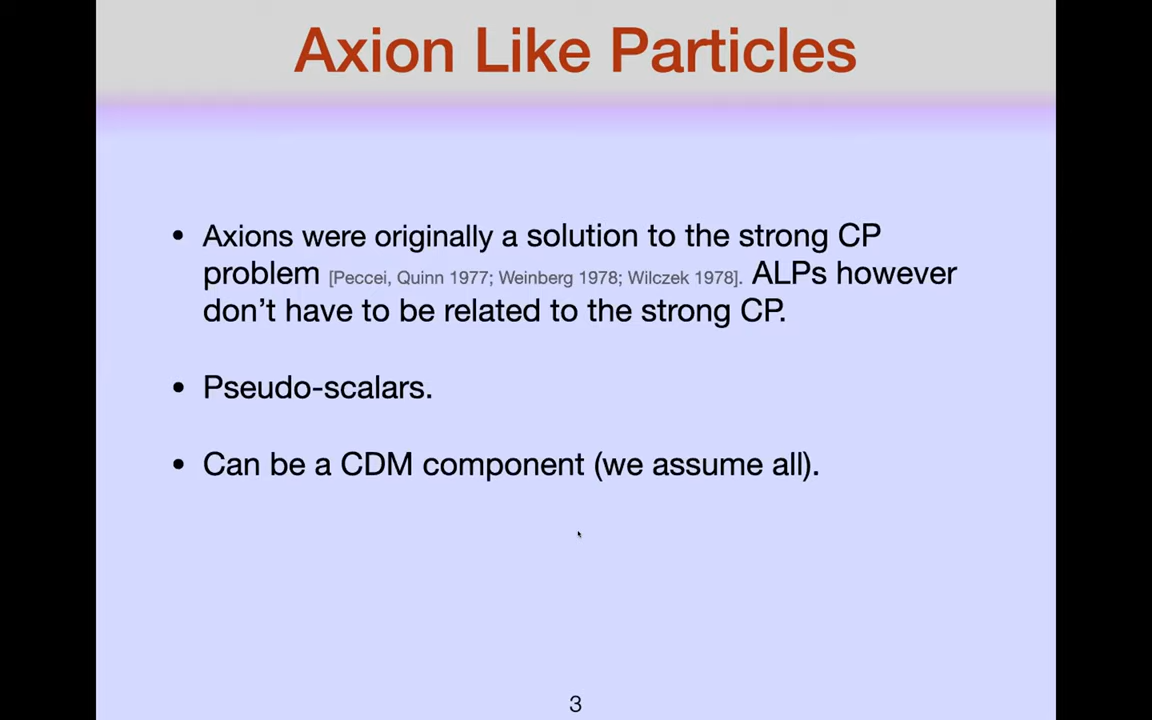 Axion Like Particles
• Axions were originally a solution to the strong CP
problem [Peccei, Quinn 1977; Weinberg 1978; Wilczek 1978]. ALPs however
don’t have to be related to the strong CP.
• Pseudo-scalars.
• Can be a CDM component (we assume all).
3